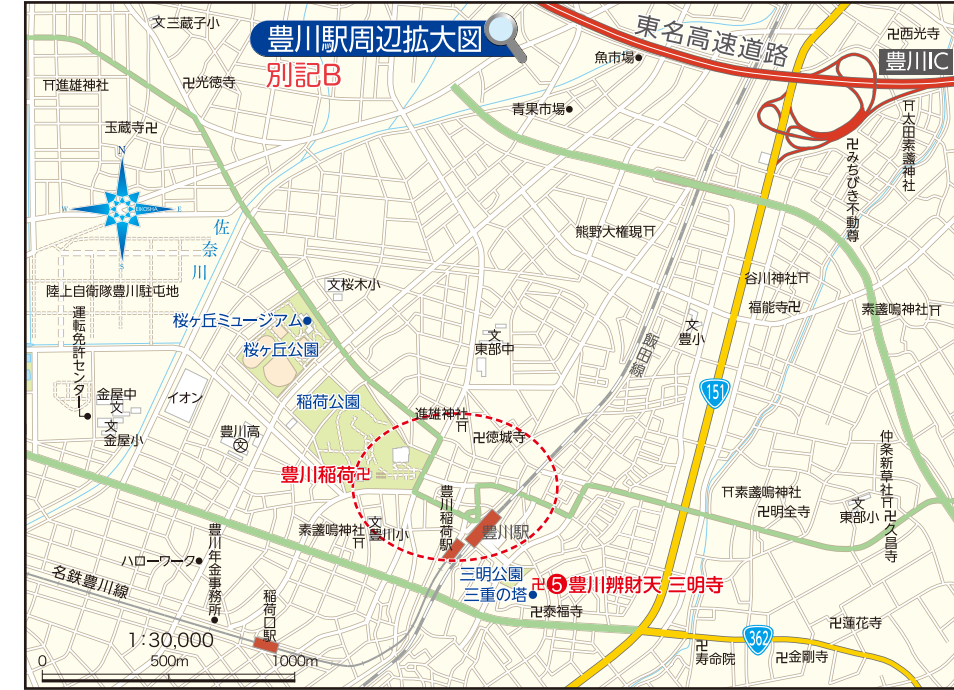 豊川駅周辺拡大図
別記B
文三蔵子小
卍光徳寺
⛩進雄神社
玉蔵寺卍
N
W
E
S
佐奈川
東名高速道路
卍西光寺
豊川IC
魚市場
青果市場
⛩太田素盞神社
卍みちびき不動尊
熊野大権現⛩
谷川神社⛩
福能寺卍
素盞鳴神社⛩
陸上自衛隊豊川駐屯地
運転免許センター
文桜木小
桜ヶ丘ミュージアム
桜ヶ丘公園
文
東部中
飯田線
文
豊小
151
イオン
稲荷公園
金屋中
文
文
金屋小
豊川高
文
進雄神社
⛩
卍徳城寺
豊川稲荷卍
豊川稲荷駅
豊川駅
素盞鳴神社
⛩
文
豊川小
⛩素盞鳴神社
卍明全寺
仲条新草社⛩
文
東部小
卍久昌寺
ハローワーク
豊川年金事務所
名鉄豊川線
稲荷口駅
三明公園
三重の塔
卍❺豊川辨財天 三明寺
卍泰福寺
362
卍蓮花寺
卍
寿命院
卍金剛寺
1:30,000
0
500m
1000m